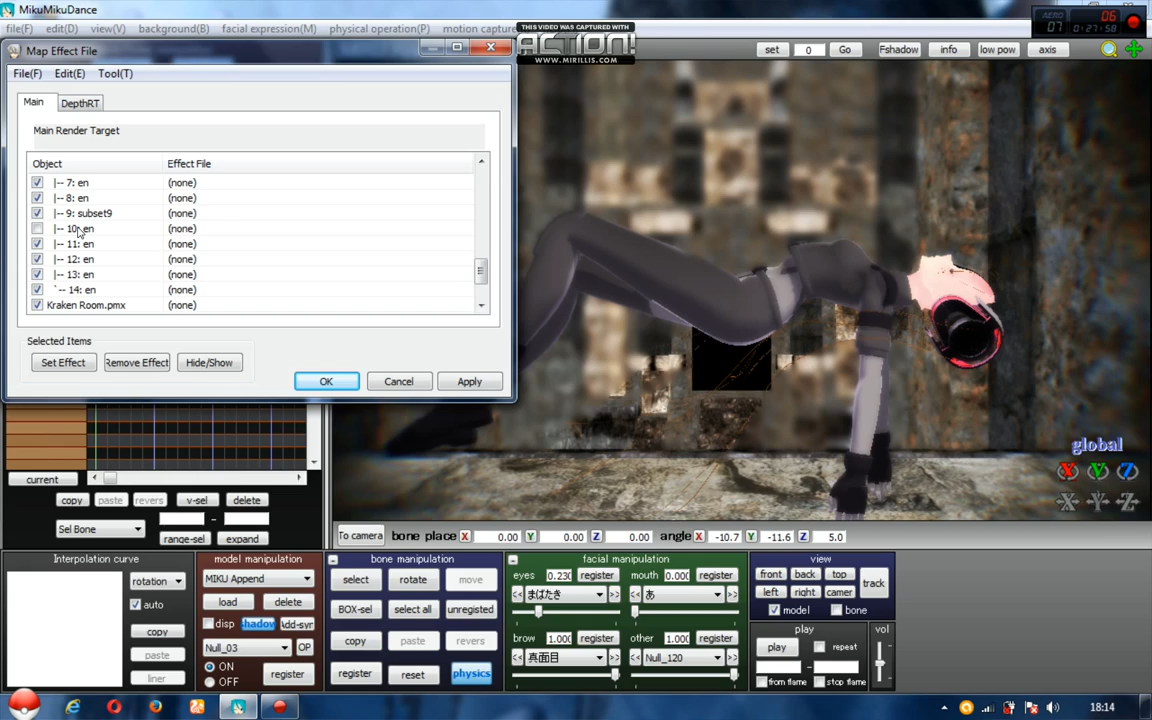 MikuMikuDance
file(F) edit(D) view(V) background(B) facial expression(M) physical operation(P)
THIS VIDEO WAS CAPTURED WITH
ACTION!
WWW.MIRILLIS.COM
AERO
07
06
0:27:58
Map Effect File
set 0 Go Fshadow info low pow axis
File(F) Edit(E) Tool(T)
Main DepthRT
Main Render Target
Object Effect File
|-- 7: en (none)
|-- 8: en (none)
|-- 9: subset9 (none)
|-- 10: en (none)
|-- 11: en (none)
|-- 12: en (none)
|-- 13: en (none)
`-- 14: en (none)
Kraken Room.pmx (none)
Selected Items
Set Effect Remove Effect Hide/Show
OK Cancel Apply
global
X Y Z
X Y Z
current
copy paste revers v-sel delete
Sel Bone -
range-sel expand
To camera bone place X 0.00 Y 0.00 Z 0.00 angle X -10.7 Y -11.6 Z 5.0
Interpolation curve
rotation
auto
copy
paste
liner
model manipulation
MIKU Append
load delete
disp shadow Add-syn
Null_03 OP
ON
OFF
register
bone manipulation
select rotate move
BOX-sel select all unregisted
copy paste revers
register reset physics
facial manipulation
eyes 0.230 register mouth 0.000 register
<< まばたき >> << あ >>
brow 1.000 register other 1.000 register
<< 真面目 >> << Null_120 >>
view
front back top
left right camer
track
model bone
play
play repeat
-
from flame stop flame
vol
18:14